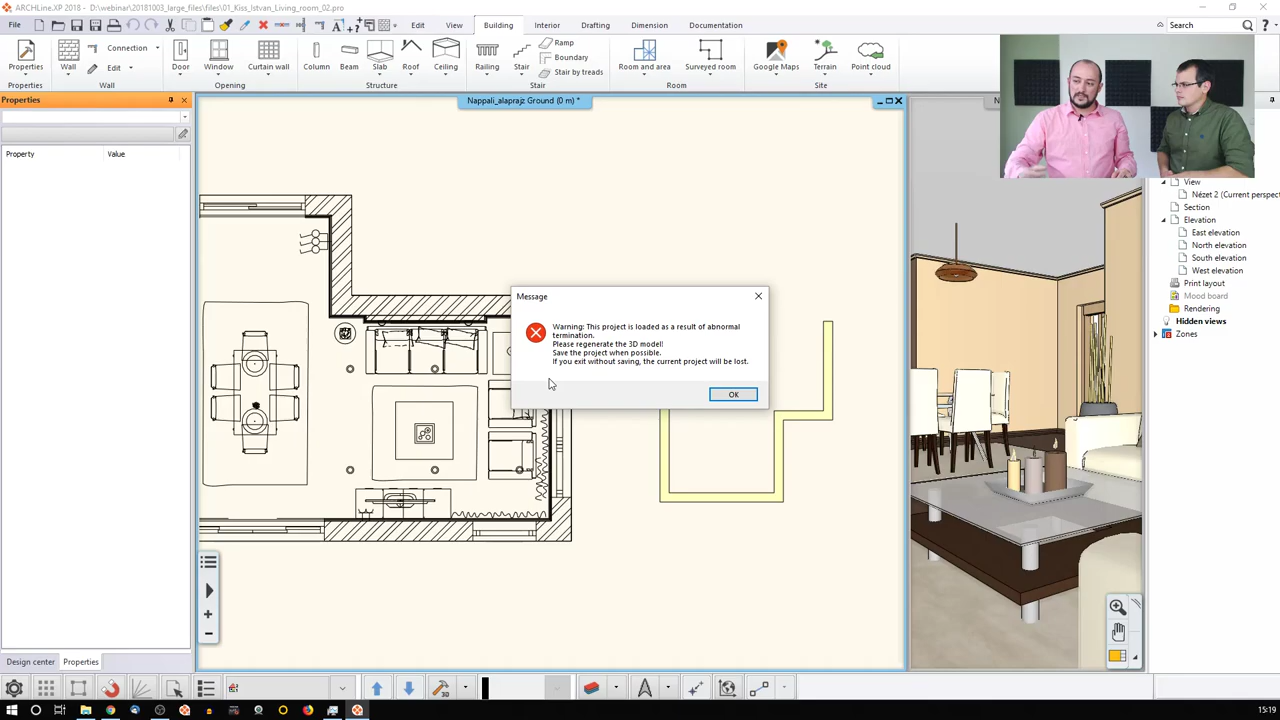 ARCHLine.XP 2018 - D:\webinar\20181003_large_files\files\01_Kiss_Istvan_Living_room_02.pro
File
Edit View Building Interior Drafting Dimension Documentation
Search
Properties
Wall
Connection
Edit
Door
Window
Curtain wall
Column
Beam
Slab
Roof
Ceiling
Railing
Stair
Ramp
Boundary
Stair by treads
Room and area
Surveyed room
Google Maps
Terrain
Point cloud
Properties
Wall
Opening
Structure
Stair
Room
Site
Properties
Nappali_alaprajz Ground (0 m) *
N
Property Value
View
Nézet 2 (Current perspect
Section
Elevation
East elevation
North elevation
South elevation
West elevation
Print layout
Mood board
Rendering
Hidden views
Zones
Message
Warning: This project is loaded as a result of abnormal
termination.
Please regenerate the 3D model!
Save the project when possible.
If you exit without saving, the current project will be lost.
OK
Design center Properties
15:19